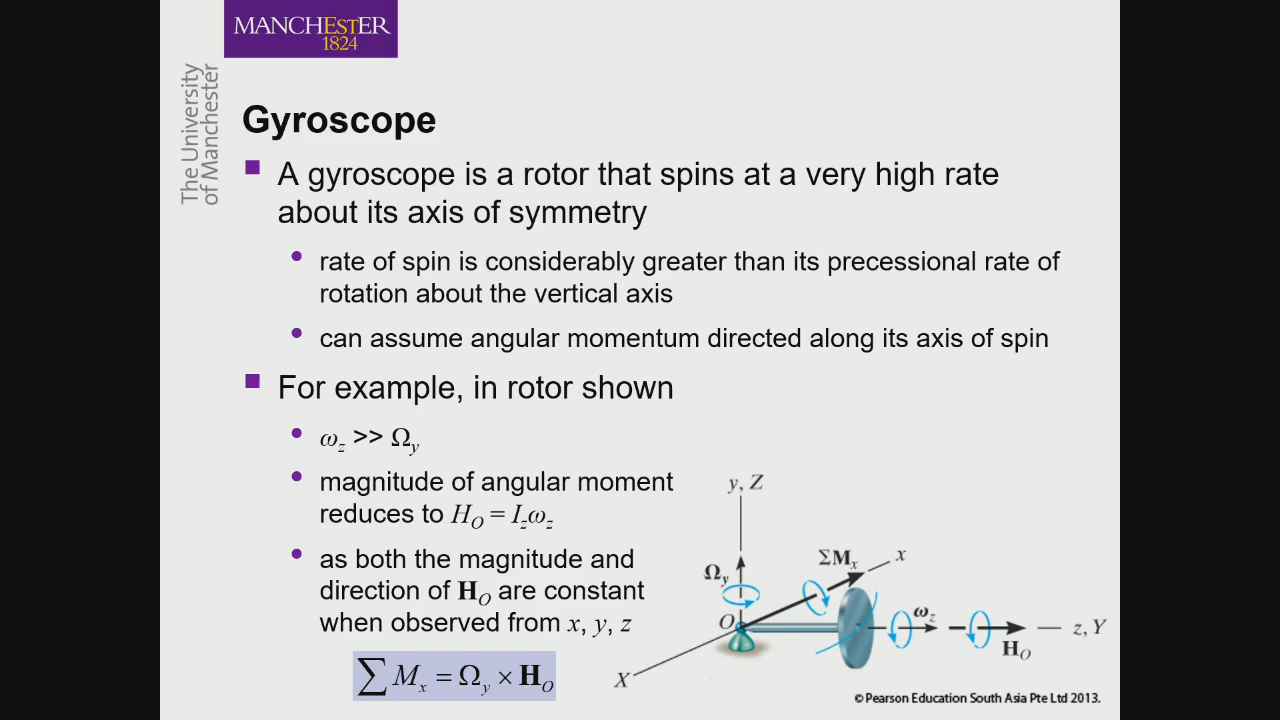 MANCHESTER
1824
The University
of Manchester
Gyroscope
A gyroscope is a rotor that spins at a very high rate
about its axis of symmetry
rate of spin is considerably greater than its precessional rate of
rotation about the vertical axis
can assume angular momentum directed along its axis of spin
For example, in rotor shown
ω_z >> Ω_y
magnitude of angular moment
reduces to H_O = I_zω_z
as both the magnitude and
direction of H_O are constant
when observed from x, y, z
∑ M_x = Ω_y × H_O
y, Z
ΣM_x
x
Ω_y
O
ω_z
z, Y
H_O
X
© Pearson Education South Asia Pte Ltd 2013.